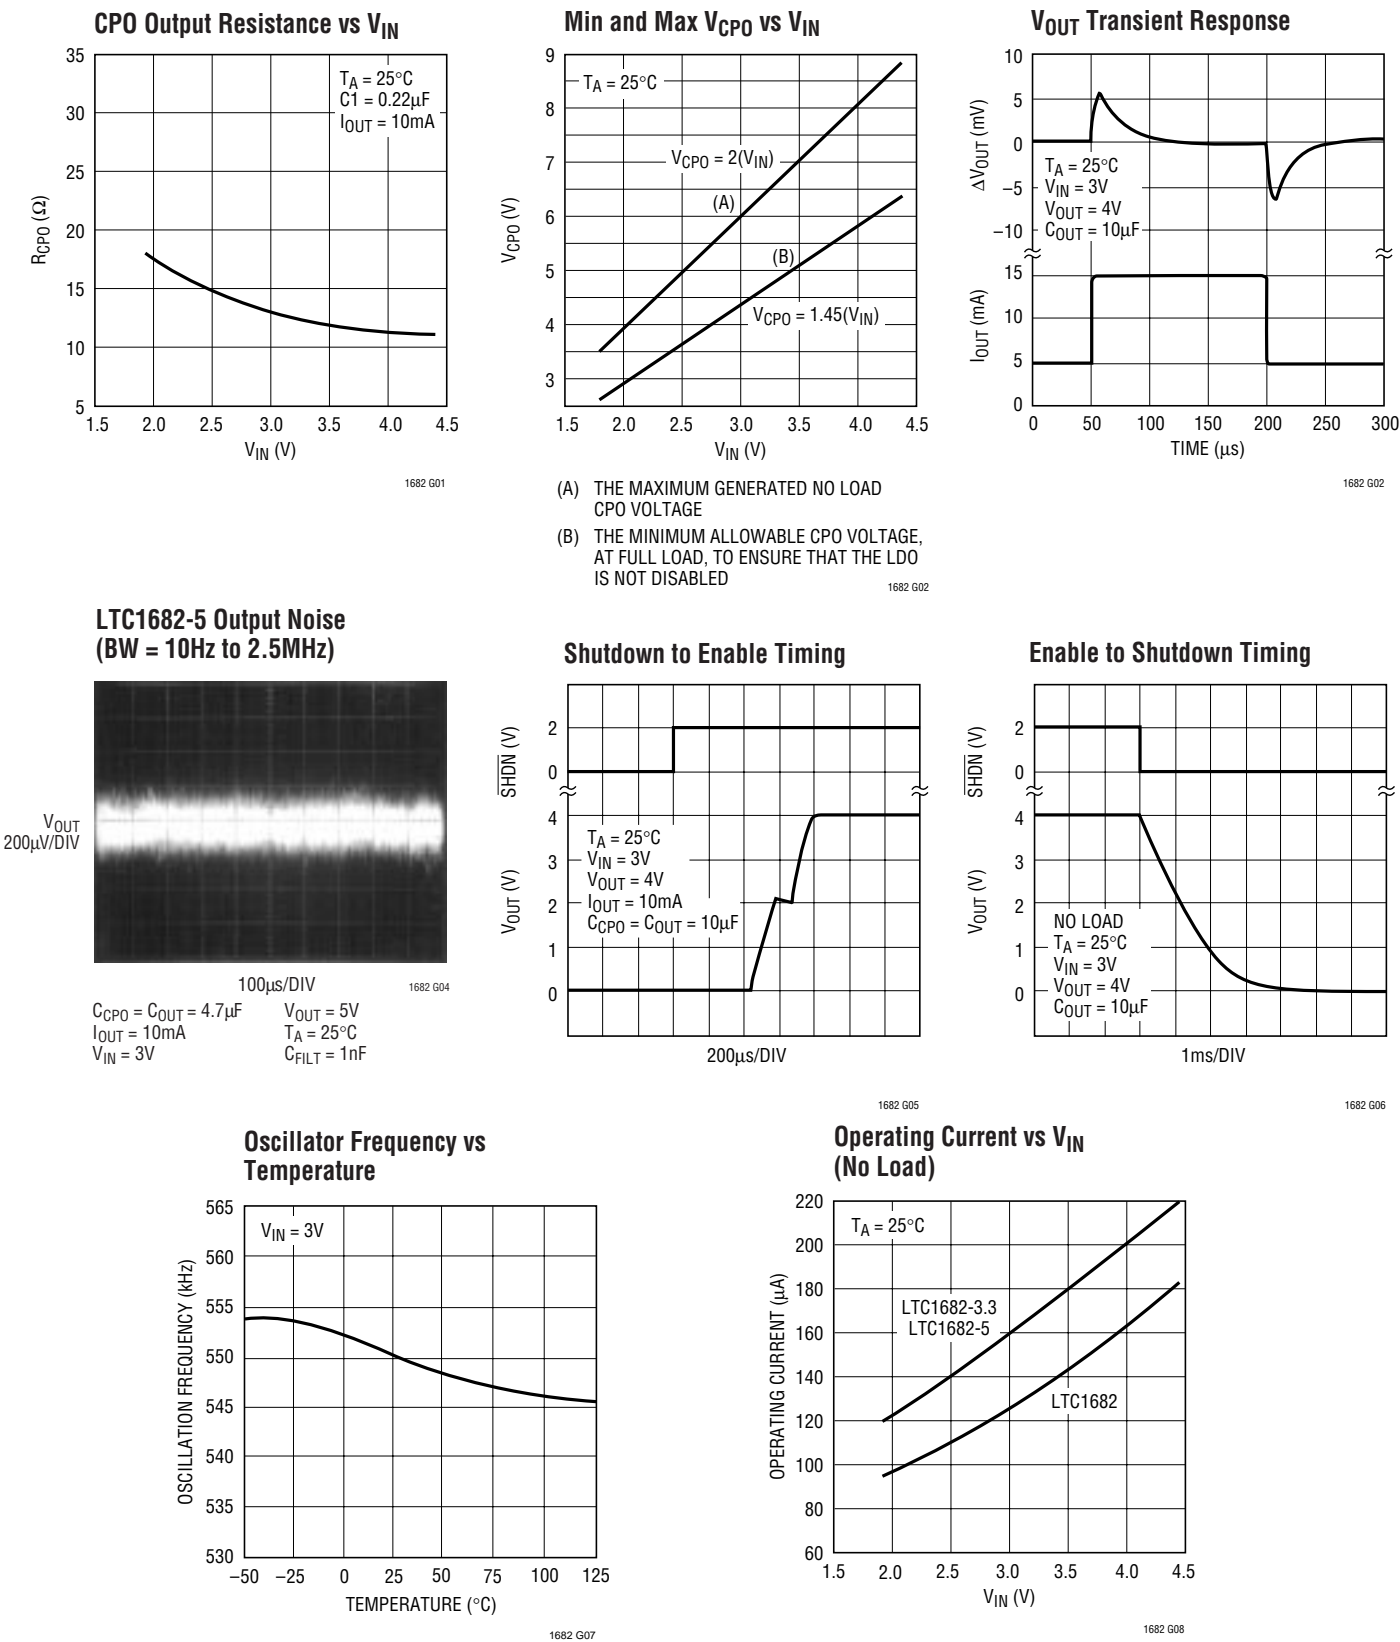 CPO Output Resistance vs VIN
35
30
25
20
15
10
5
RCPO (Ω)
TA = 25°C
C1 = 0.22µF
IOUT = 10mA
1.5 2.0 2.5 3.0 3.5 4.0 4.5
VIN (V)
1682 G01
Min and Max VCPO vs VIN
9
8
7
6
5
4
3
VCPO (V)
TA = 25°C
VCPO = 2(VIN)
(A)
(B)
VCPO = 1.45(VIN)
1.5 2.0 2.5 3.0 3.5 4.0 4.5
VIN (V)
(A) THE MAXIMUM GENERATED NO LOAD
CPO VOLTAGE
(B) THE MINIMUM ALLOWABLE CPO VOLTAGE,
AT FULL LOAD, TO ENSURE THAT THE LDO
IS NOT DISABLED
1682 G02
VOUT Transient Response
10
5
0
–5
–10
ΔVOUT (mV)
TA = 25°C
VIN = 3V
VOUT = 4V
COUT = 10µF
15
10
5
0
IOUT (mA)
0 50 100 150 200 250 300
TIME (µs)
1682 G02
LTC1682-5 Output Noise
(BW = 10Hz to 2.5MHz)
VOUT
200µV/DIV
100µs/DIV
1682 G04
CCPO = COUT = 4.7µF VOUT = 5V
IOUT = 10mA TA = 25°C
VIN = 3V CFILT = 1nF
Shutdown to Enable Timing
2
0
SHDN (V)
4
3
2
1
0
VOUT (V)
TA = 25°C
VIN = 3V
VOUT = 4V
IOUT = 10mA
CCPO = COUT = 10µF
200µs/DIV
1682 G05
Enable to Shutdown Timing
2
0
SHDN (V)
4
3
2
1
0
VOUT (V)
NO LOAD
TA = 25°C
VIN = 3V
VOUT = 4V
COUT = 10µF
1ms/DIV
1682 G06
Oscillator Frequency vs
Temperature
565
560
555
550
545
540
535
530
OSCILLATION FREQUENCY (kHz)
VIN = 3V
–50 –25 0 25 50 75 100 125
TEMPERATURE (°C)
1682 G07
Operating Current vs VIN
(No Load)
220
200
180
160
140
120
100
80
60
OPERATING CURRENT (µA)
TA = 25°C
LTC1682-3.3
LTC1682-5
LTC1682
1.5 2.0 2.5 3.0 3.5 4.0 4.5
VIN (V)
1682 G08